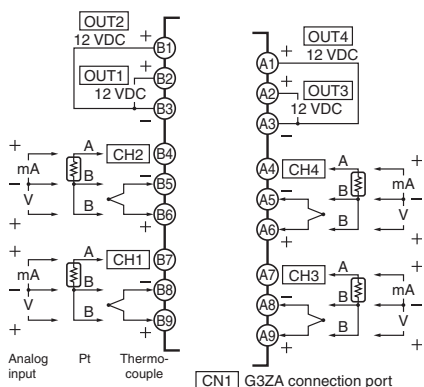 OUT2
12 VDC
+
B1
OUT1
12 VDC
+
B2
B3
−
B4
CH2
A
B
B
+
mA
−
V
+
−
B5
B6
+
B7
CH1
A
B
B
+
mA
−
V
+
−
B8
B9
+
Analog input
Pt
Thermo-couple
OUT4
12 VDC
+
A1
OUT3
12 VDC
+
A2
A3
−
A4
CH4
A
B
B
+
mA
−
V
+
−
A5
A6
+
A7
CH3
A
B
B
+
mA
−
V
+
−
A8
A9
+
CN1 G3ZA connection port